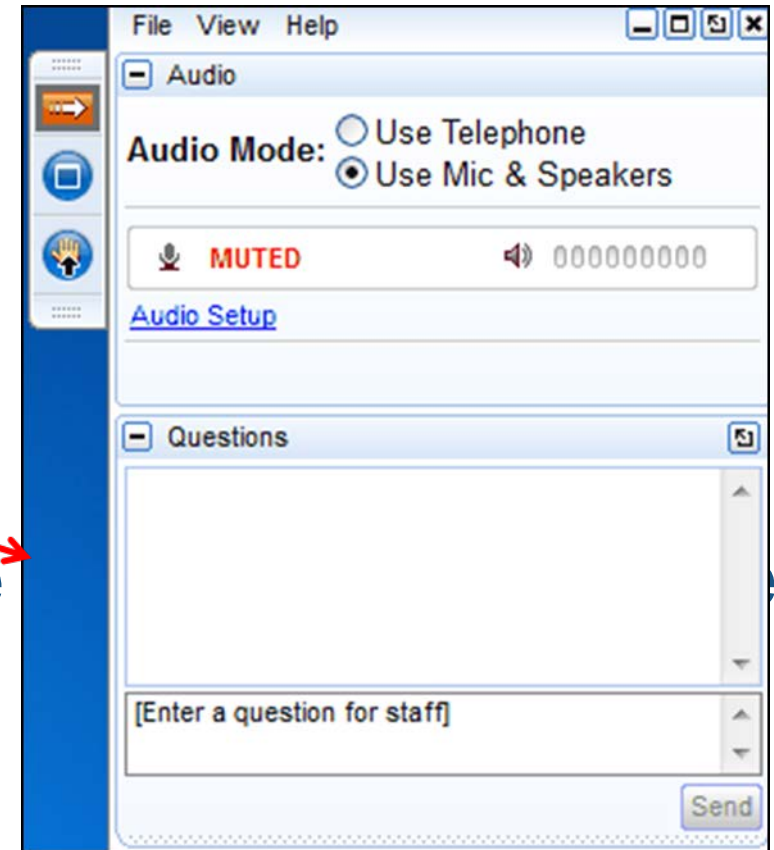 File View Help
Audio
Audio Mode: Use Telephone
Use Mic & Speakers
MUTED 000000000
Audio Setup
Questions
e e
[Enter a question for staff]
Send